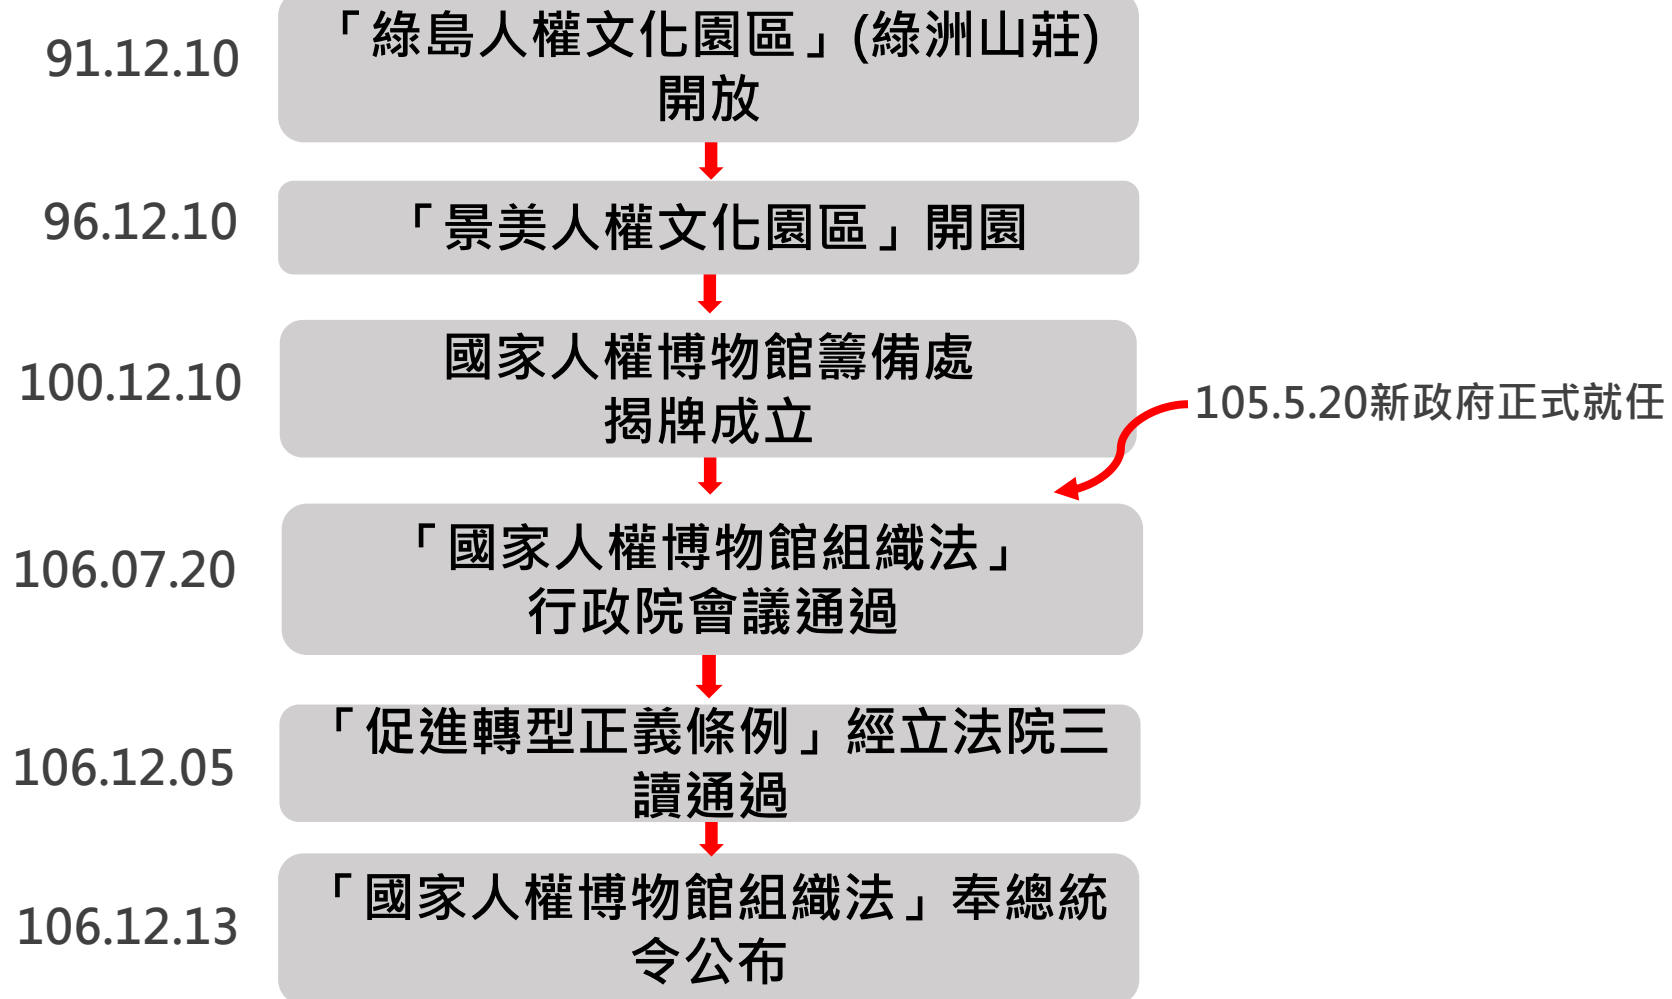 91.12.10
「綠島人權文化園區」(綠洲山莊)
開放
96.12.10
「景美人權文化園區」開園
100.12.10
國家人權博物館籌備處
揭牌成立
105.5.20新政府正式就任
106.07.20
「國家人權博物館組織法」
行政院會議通過
106.12.05
「促進轉型正義條例」經立法院三
讀通過
106.12.13
「國家人權博物館組織法」奉總統
令公布